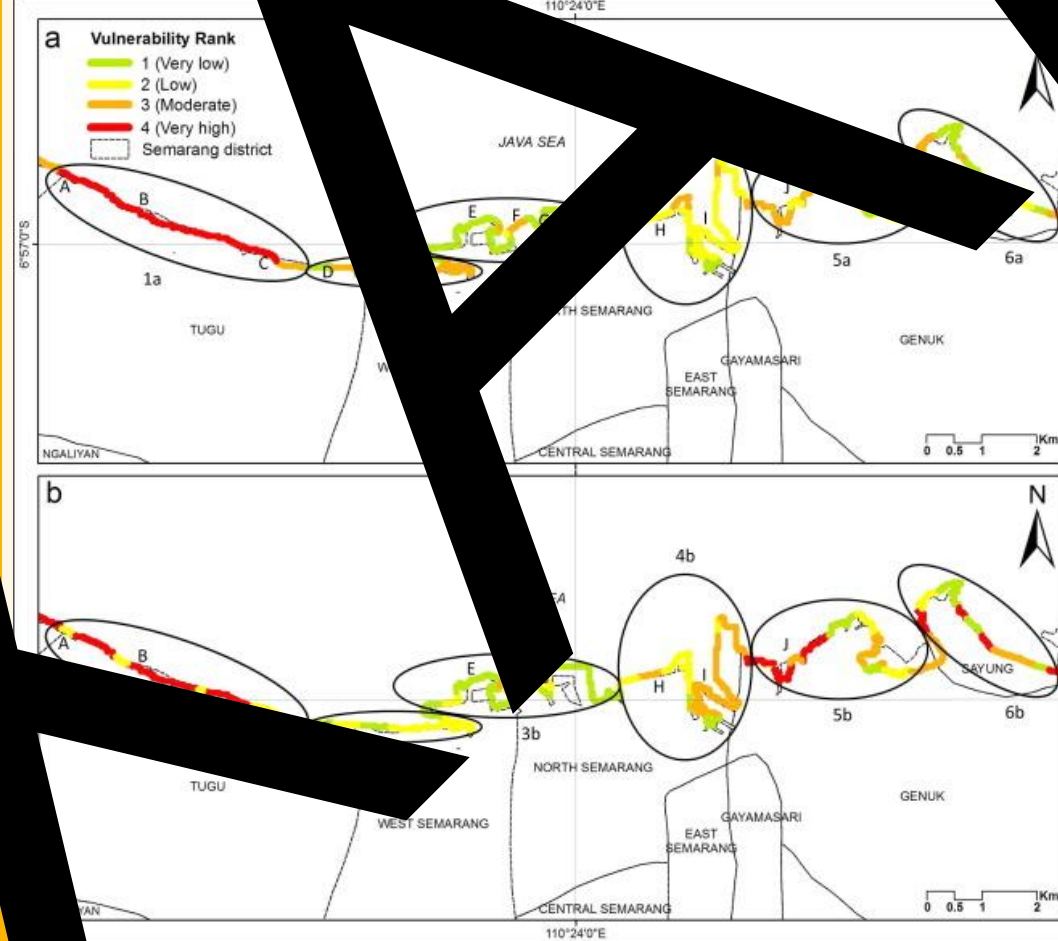 110°24'0"E
a
Vulnerability Rank
1 (Very low)
2 (Low)
3 (Moderate)
4 (Very high)
Semarang district
JAVA SEA
6°57'0"S
A
B
C
D
E
F
H
I
J
1a
5a
6a
TUGU
SEMARANG
GENUK
GAYAMASARI
EAST
SEMARANG
CENTRAL SEMARANG
NGALIYAN
0 0.5 1 2 Km
b
N
4b
A
B
E
H
I
J
SAYUNG
3b
5b
6b
TUGU
NORTH SEMARANG
WEST SEMARANG
GENUK
GAYAMASARI
EAST
SEMARANG
CENTRAL SEMARANG
0 0.5 1 2 Km
110°24'0"E